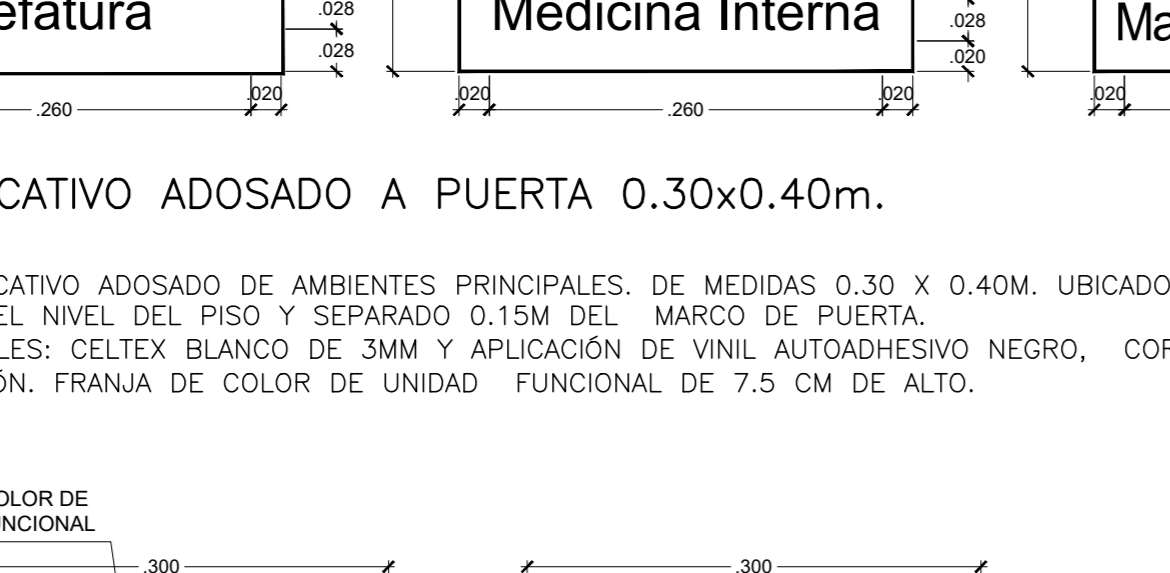 efatura
.028
.028
Medicina Interna
.028
.020
Ma
.260
.020
.020
.260
.020
.020
CATIVO ADOSADO A PUERTA 0.30x0.40m.
CATIVO ADOSADO DE AMBIENTES PRINCIPALES. DE MEDIDAS 0.30 X 0.40M. UBICADO
EL NIVEL DEL PISO Y SEPARADO 0.15M DEL MARCO DE PUERTA.
LES: CELTEX BLANCO DE 3MM Y APLICACIÓN DE VINIL AUTOADHESIVO NEGRO, COR
ÓN. FRANJA DE COLOR DE UNIDAD FUNCIONAL DE 7.5 CM DE ALTO.
OLOR DE
UNCIONAL
.300
.300